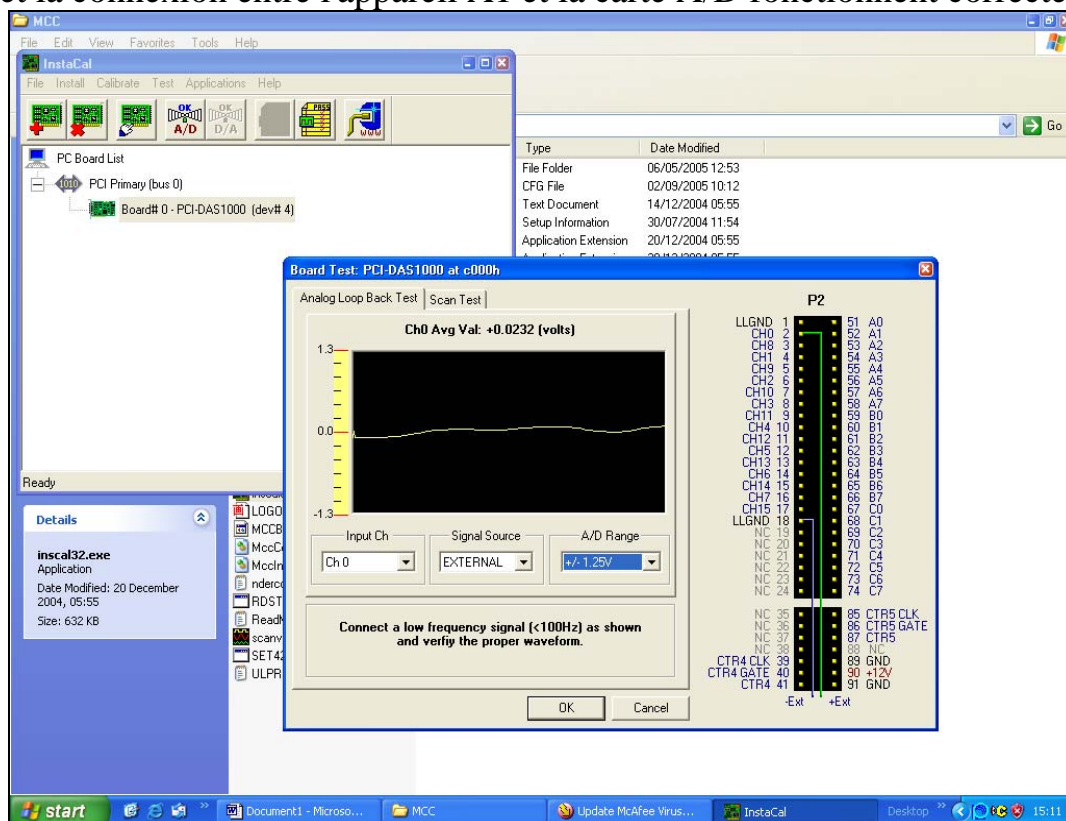 et la connexion entre l'appareil A1 et la carte A/D fonctionnent correcte
MCC
File Edit View Favorites Tools Help
InstaCal
File Install Calibrate Test Applications Help
OK
A/D
OK
D/A
PASS
Go
PC Board List
PCI Primary (bus 0)
Board# 0 - PCI-DAS1000 (dev# 4)
Type Date Modified
File Folder 06/05/2005 12:53
CFG File 02/09/2005 10:12
Text Document 14/12/2004 05:55
Setup Information 30/07/2004 11:54
Application Extension 20/12/2004 05:55
Ready
Board Test: PCI-DAS1000 at c000h
Analog Loop Back Test Scan Test
Ch0 Avg Val: +0.0232 (volts)
1.3
0.0
-1.3
Input Ch Signal Source A/D Range
Ch 0 EXTERNAL +/- 1.25V
Connect a low frequency signal (<100Hz) as shown
and verfiy the proper waveform.
OK Cancel
P2
LLGND 1 51 A0
CH0 2 52 A1
CH8 3 53 A2
CH1 4 54 A3
CH9 5 55 A4
CH2 6 56 A5
CH10 7 57 A6
CH3 8 58 A7
CH11 9 59 B0
CH4 10 60 B1
CH12 11 61 B2
CH5 12 62 B3
CH13 13 63 B4
CH6 14 64 B5
CH14 15 65 B6
CH7 16 66 B7
CH15 17 67 C0
LLGND 18 68 C1
NC 19 69 C2
NC 20 70 C3
NC 21 71 C4
NC 22 72 C5
NC 23 73 C6
NC 24 74 C7
NC 35 85 CTR5 CLK
NC 36 86 CTR5 GATE
NC 37 87 CTR5
NC 38 88 NC
CTR4 CLK 39 89 GND
CTR4 GATE 40 90 +12V
CTR4 41 91 GND
-Ext +Ext
Details
inscal32.exe
Application
Date Modified: 20 December
2004, 05:55
Size: 632 KB
LOGO
MCCB
MccC
MccIn
nderc
RDST
Read
scanv
SET42
ULPR
start Document1 - Microso... MCC Update McAfee Virus... InstaCal Desktop 15:11